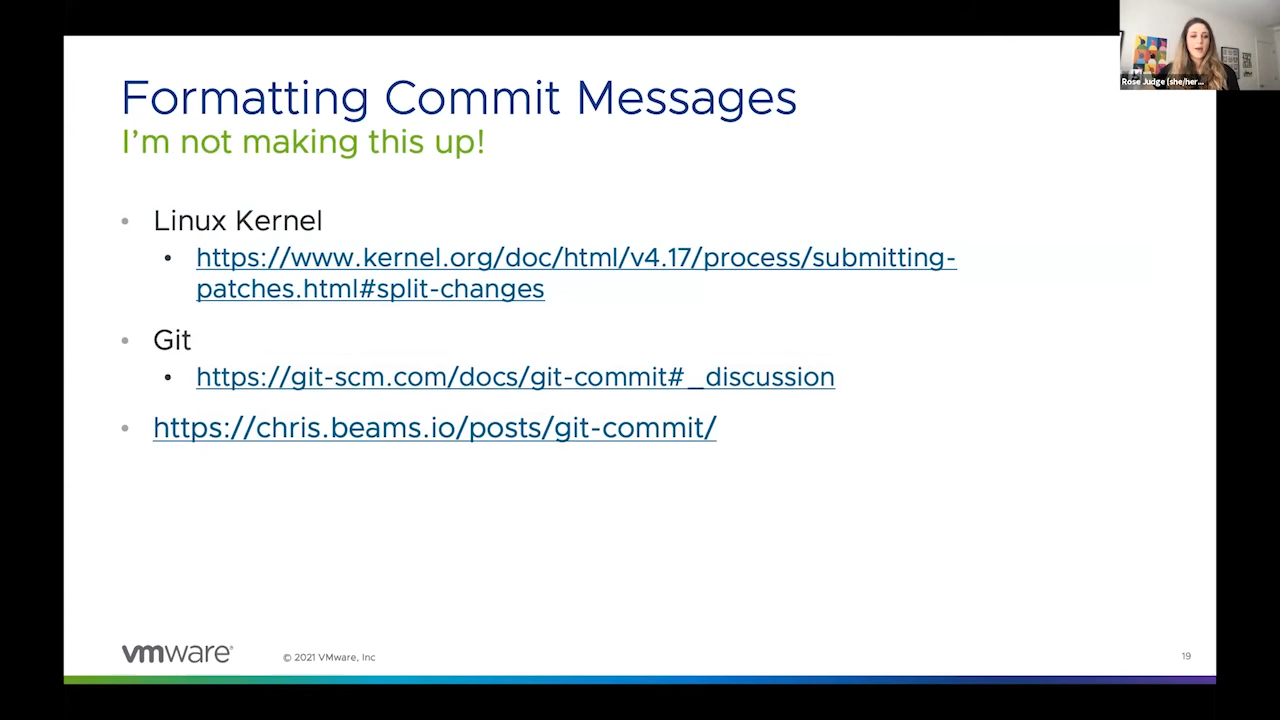 Formatting Commit Messages
I'm not making this up!
• Linux Kernel
• https://www.kernel.org/doc/html/v4.17/process/submitting-
patches.html#split-changes
• Git
• https://git-scm.com/docs/git-commit#_discussion
• https://chris.beams.io/posts/git-commit/
vmware®
© 2021 VMware, Inc
19
Rose Judge (she/her...